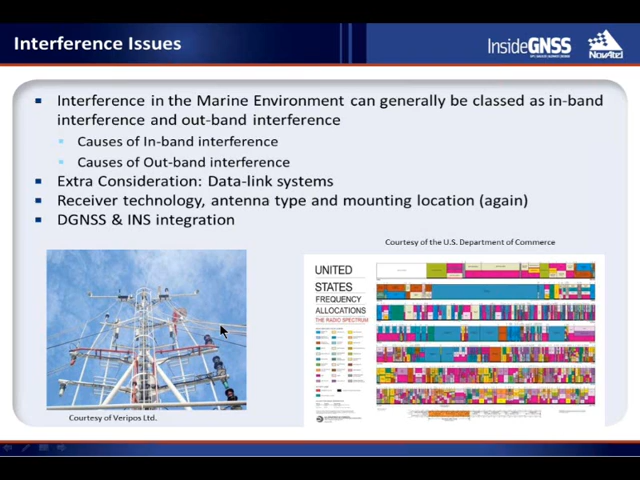 Interference Issues
InsideGNSS
NovAtel
Interference in the Marine Environment can generally be classed as in-band
interference and out-band interference
Causes of In-band interference
Causes of Out-band interference
Extra Consideration: Data-link systems
Receiver technology, antenna type and mounting location (again)
DGNSS & INS integration
Courtesy of the U.S. Department of Commerce
UNITED
STATES
FREQUENCY
ALLOCATIONS
THE RADIO SPECTRUM
Courtesy of Veripos Ltd.